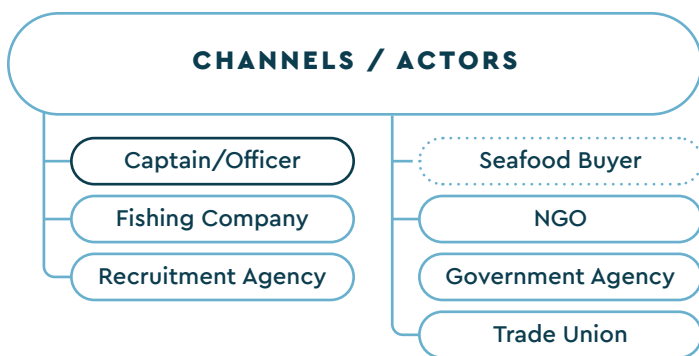 CHANNELS / ACTORS
Captain/Officer
Fishing Company
Recruitment Agency
Seafood Buyer
NGO
Government Agency
Trade Union